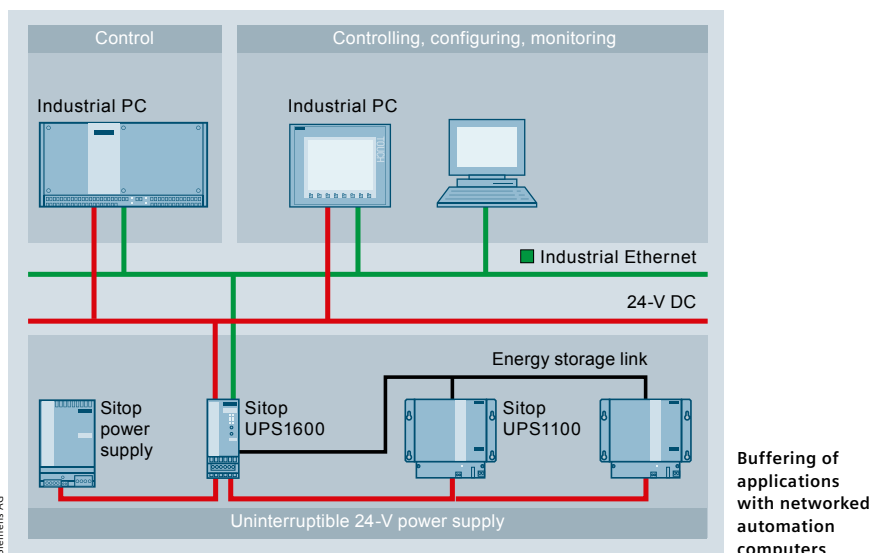 Control
Controlling, configuring, monitoring
Industrial PC
Industrial PC
Industrial Ethernet
24-V DC
Energy storage link
Sitop
power
supply
Sitop
UPS1600
Sitop
UPS1100
Uninterruptible 24-V power supply
Buffering of
applications
with networked
automation
computers
Siemens AG